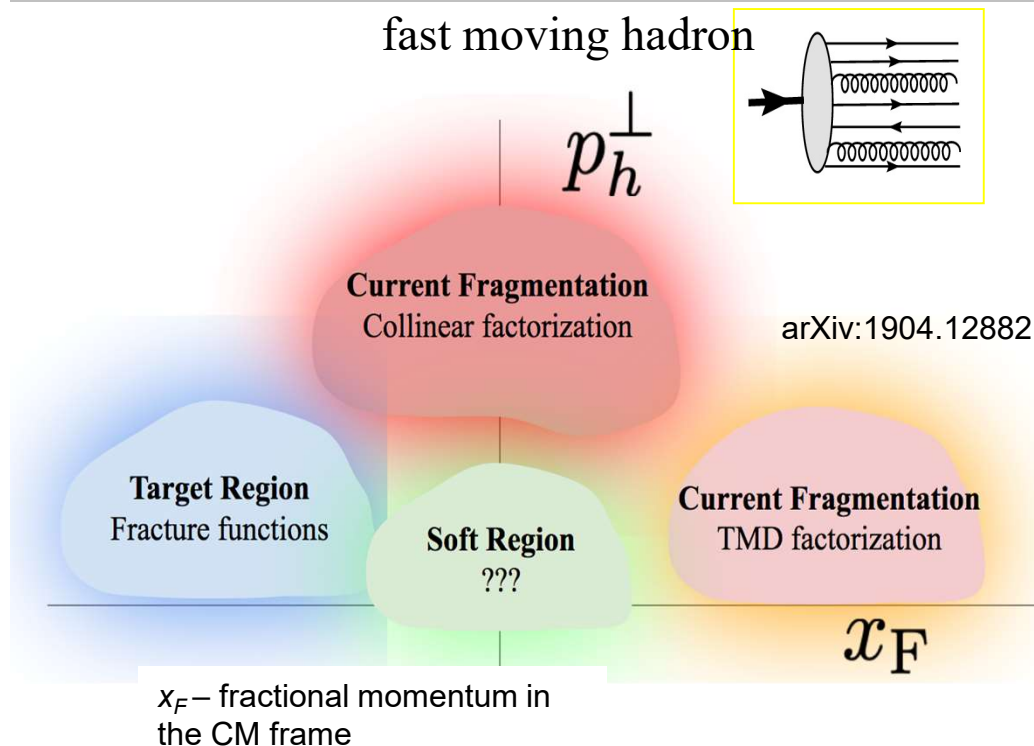 fast moving hadron
p_h^⊥
Current Fragmentation
Collinear factorization
arXiv:1904.12882
Target Region
Fracture functions
Current Fragmentation
TMD factorization
Soft Region
???
x_F
x_F – fractional momentum in
the CM frame